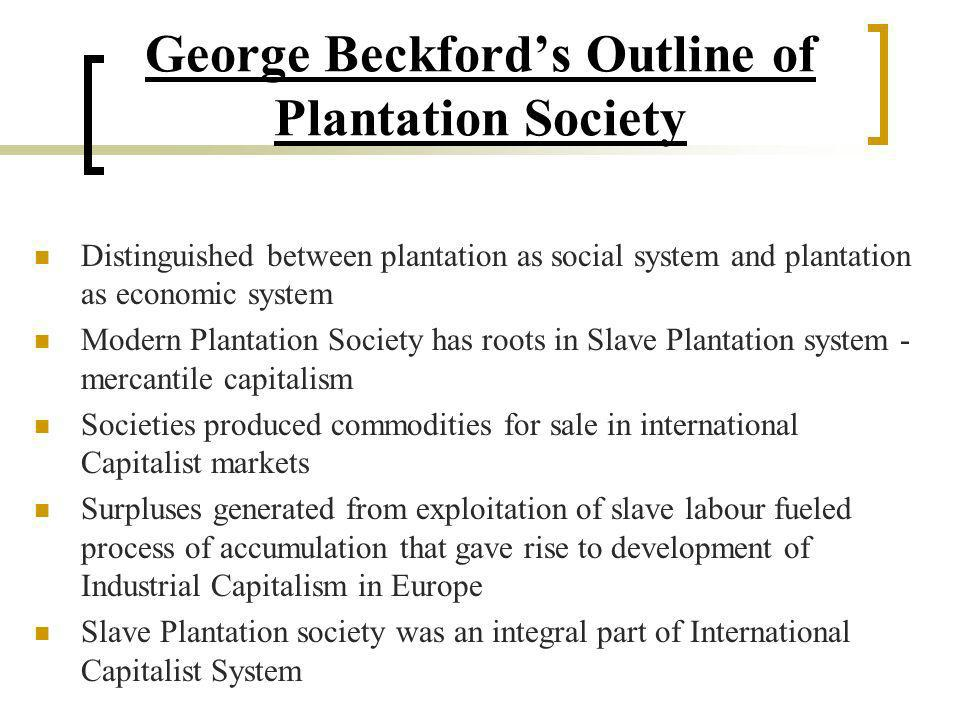 George Beckford’s Outline of
Plantation Society
Distinguished between plantation as social system and plantation
as economic system
Modern Plantation Society has roots in Slave Plantation system -
mercantile capitalism
Societies produced commodities for sale in international
Capitalist markets
Surpluses generated from exploitation of slave labour fueled
process of accumulation that gave rise to development of
Industrial Capitalism in Europe
Slave Plantation society was an integral part of International
Capitalist System